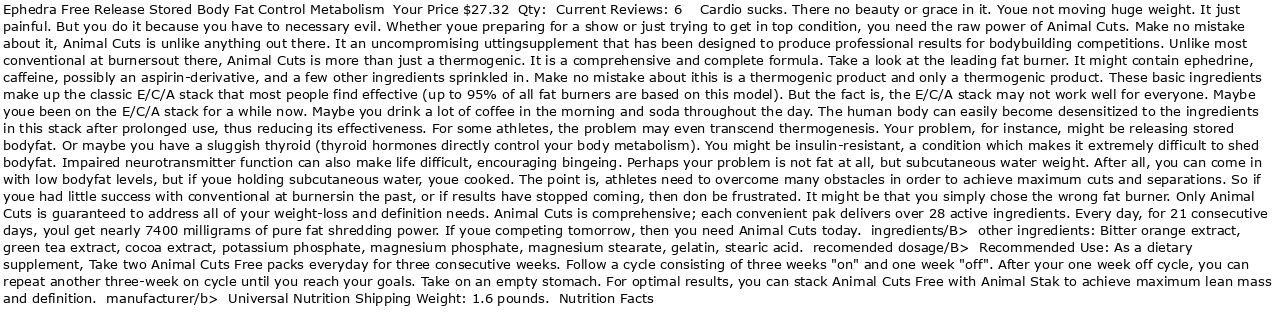 Ephedra Free Release Stored Body Fat Control Metabolism  Your Price $27.32  Qty:  Current Reviews: 6    Cardio sucks. There no beauty or grace in it. Youe not moving huge weight. It just
painful. But you do it because you have to necessary evil. Whether youe preparing for a show or just trying to get in top condition, you need the raw power of Animal Cuts. Make no mistake
about it, Animal Cuts is unlike anything out there. It an uncompromising uttingsupplement that has been designed to produce professional results for bodybuilding competitions. Unlike most
conventional at burnersout there, Animal Cuts is more than just a thermogenic. It is a comprehensive and complete formula. Take a look at the leading fat burner. It might contain ephedrine,
caffeine, possibly an aspirin-derivative, and a few other ingredients sprinkled in. Make no mistake about ithis is a thermogenic product and only a thermogenic product. These basic ingredients
make up the classic E/C/A stack that most people find effective (up to 95% of all fat burners are based on this model). But the fact is, the E/C/A stack may not work well for everyone. Maybe
youe been on the E/C/A stack for a while now. Maybe you drink a lot of coffee in the morning and soda throughout the day. The human body can easily become desensitized to the ingredients
in this stack after prolonged use, thus reducing its effectiveness. For some athletes, the problem may even transcend thermogenesis. Your problem, for instance, might be releasing stored
bodyfat. Or maybe you have a sluggish thyroid (thyroid hormones directly control your body metabolism). You might be insulin-resistant, a condition which makes it extremely difficult to shed
bodyfat. Impaired neurotransmitter function can also make life difficult, encouraging bingeing. Perhaps your problem is not fat at all, but subcutaneous water weight. After all, you can come in
with low bodyfat levels, but if youe holding subcutaneous water, youe cooked. The point is, athletes need to overcome many obstacles in order to achieve maximum cuts and separations. So if
youe had little success with conventional at burnersin the past, or if results have stopped coming, then don be frustrated. It might be that you simply chose the wrong fat burner. Only Animal
Cuts is guaranteed to address all of your weight-loss and definition needs. Animal Cuts is comprehensive; each convenient pak delivers over 28 active ingredients. Every day, for 21 consecutive
days, youl get nearly 7400 milligrams of pure fat shredding power. If youe competing tomorrow, then you need Animal Cuts today.  ingredients/B>  other ingredients: Bitter orange extract,
green tea extract, cocoa extract, potassium phosphate, magnesium phosphate, magnesium stearate, gelatin, stearic acid.  recomended dosage/B>  Recommended Use: As a dietary
supplement, Take two Animal Cuts Free packs everyday for three consecutive weeks. Follow a cycle consisting of three weeks "on" and one week "off". After your one week off cycle, you can
repeat another three-week on cycle until you reach your goals. Take on an empty stomach. For optimal results, you can stack Animal Cuts Free with Animal Stak to achieve maximum lean mass
and definition.  manufacturer/b>  Universal Nutrition Shipping Weight: 1.6 pounds.  Nutrition Facts